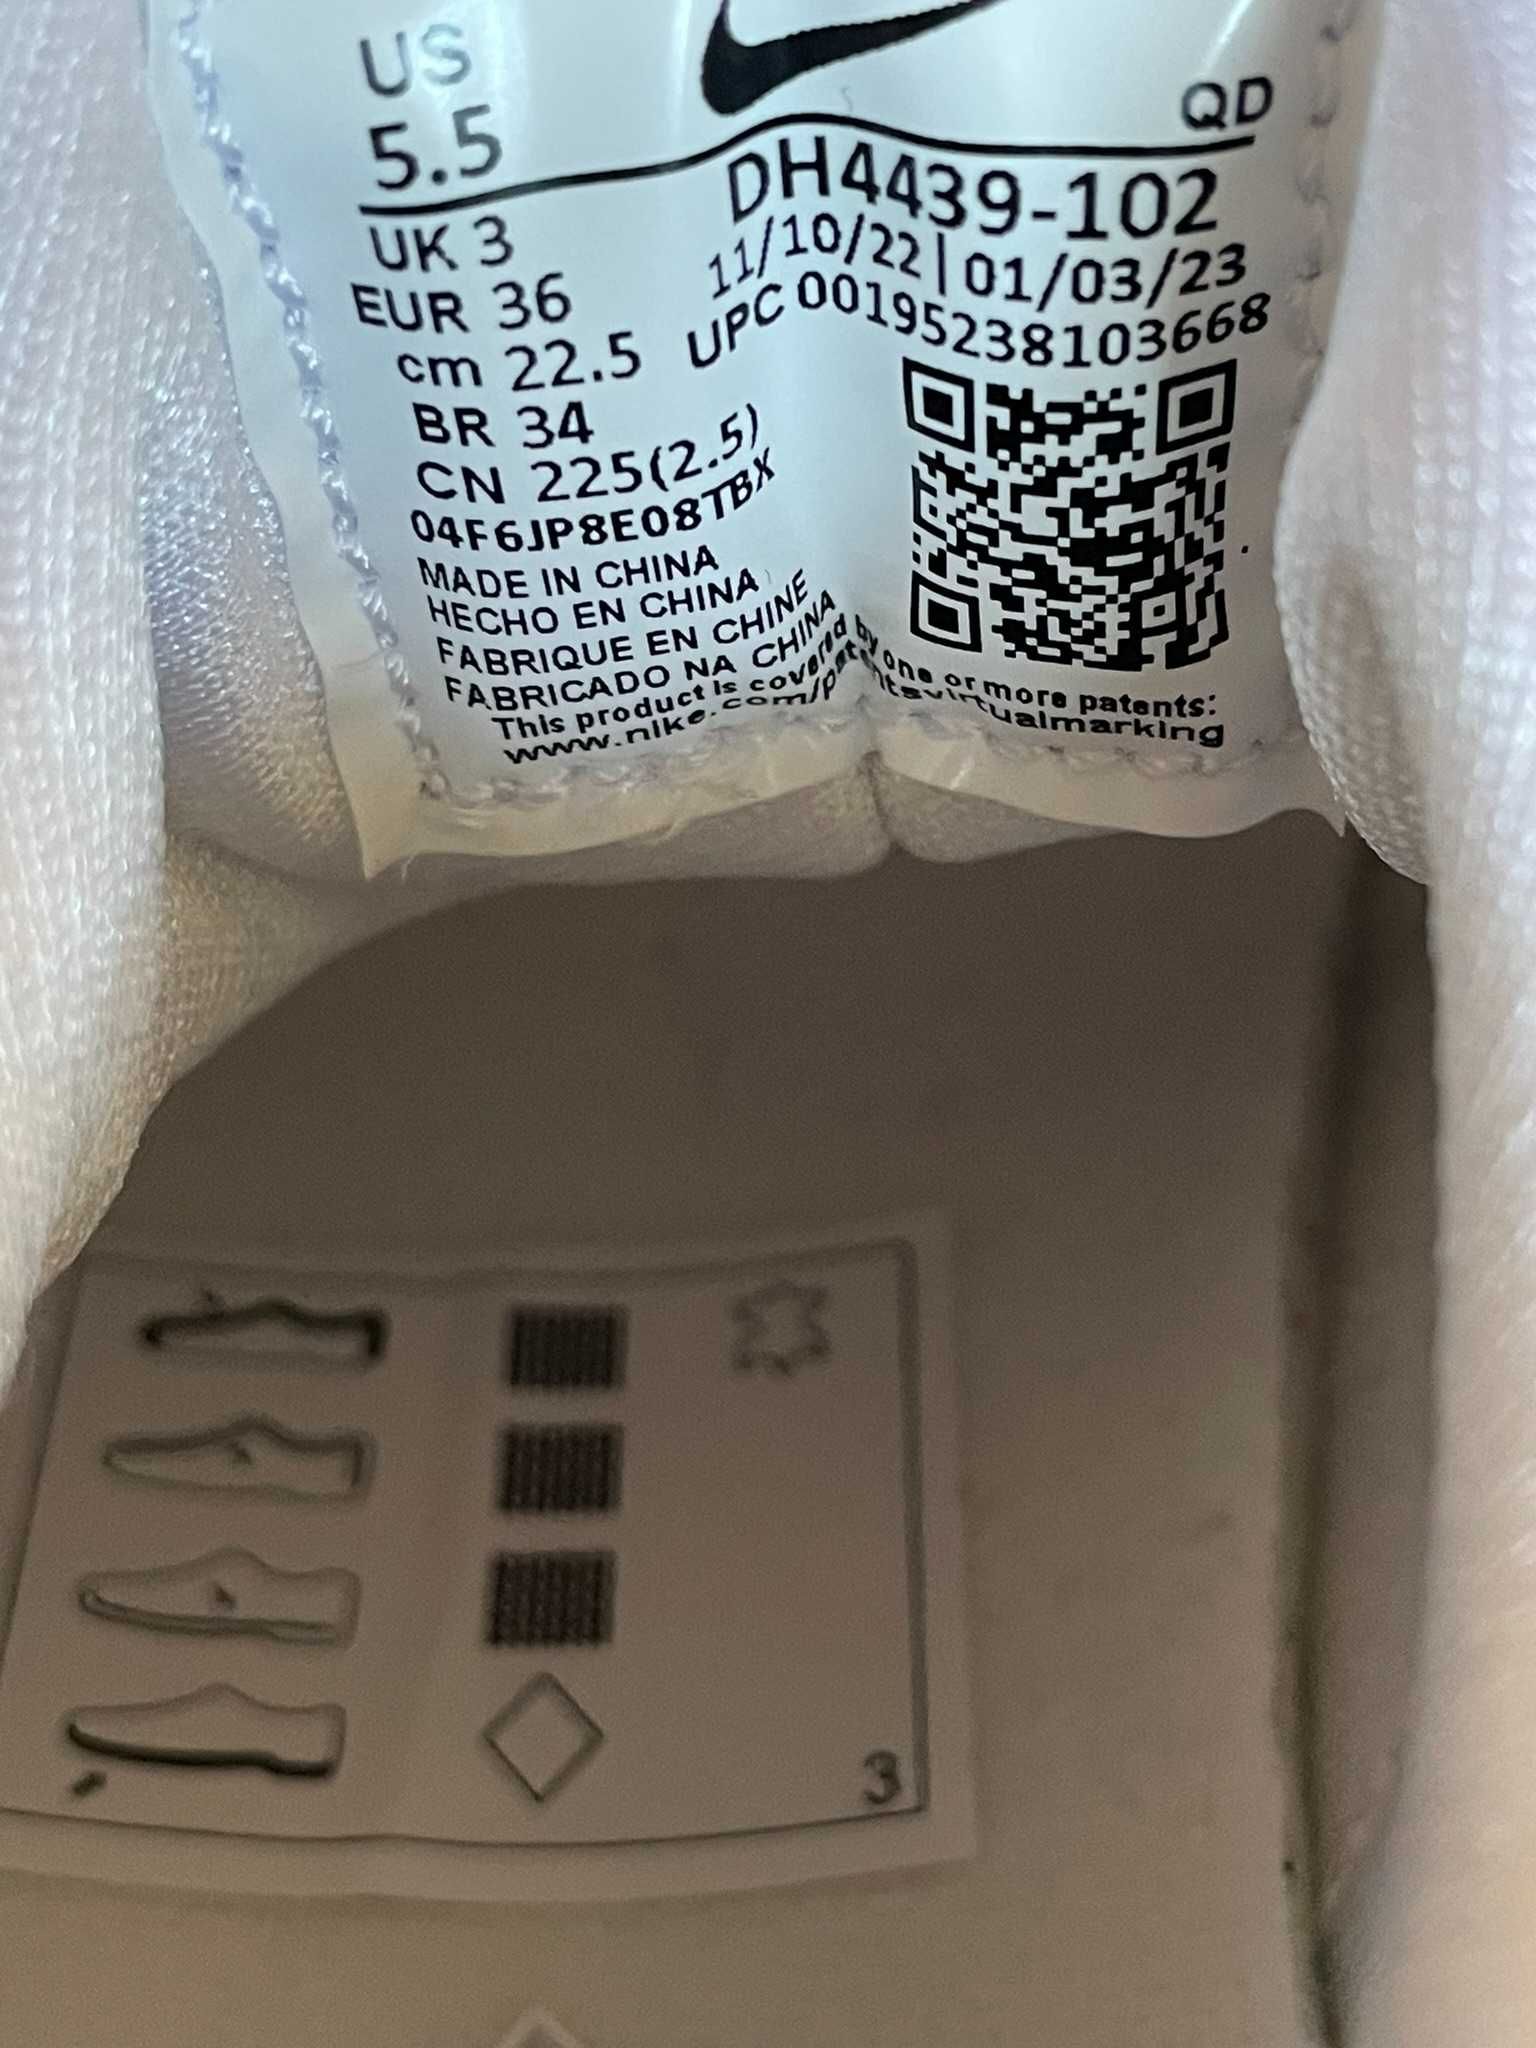 US
5.5
QD
UK 3
EUR 36
cm 22.5
BR 34
CN 225(2.5)
04F6JP8E08TBX
DH4439-102
11/10/22|01/03/23
UPC 00195238103668
MADE IN CHINA
HECHO EN CHINA
FABRIQUE EN CHINE
FABRICADO NA CHINA
This product is covered by one or more patents:
www.nike.com/patentsvirtualmarking
3